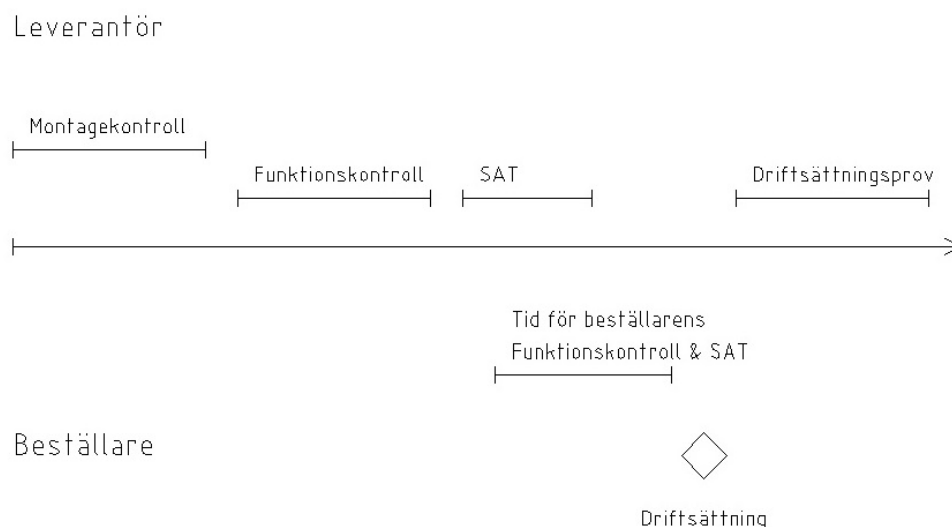 Leverantör
Montagekontroll
Funktionskontroll
SAT
Driftsättningsprov
Tid för beställarens
Funktionskontroll & SAT
Beställare
Driftsättning